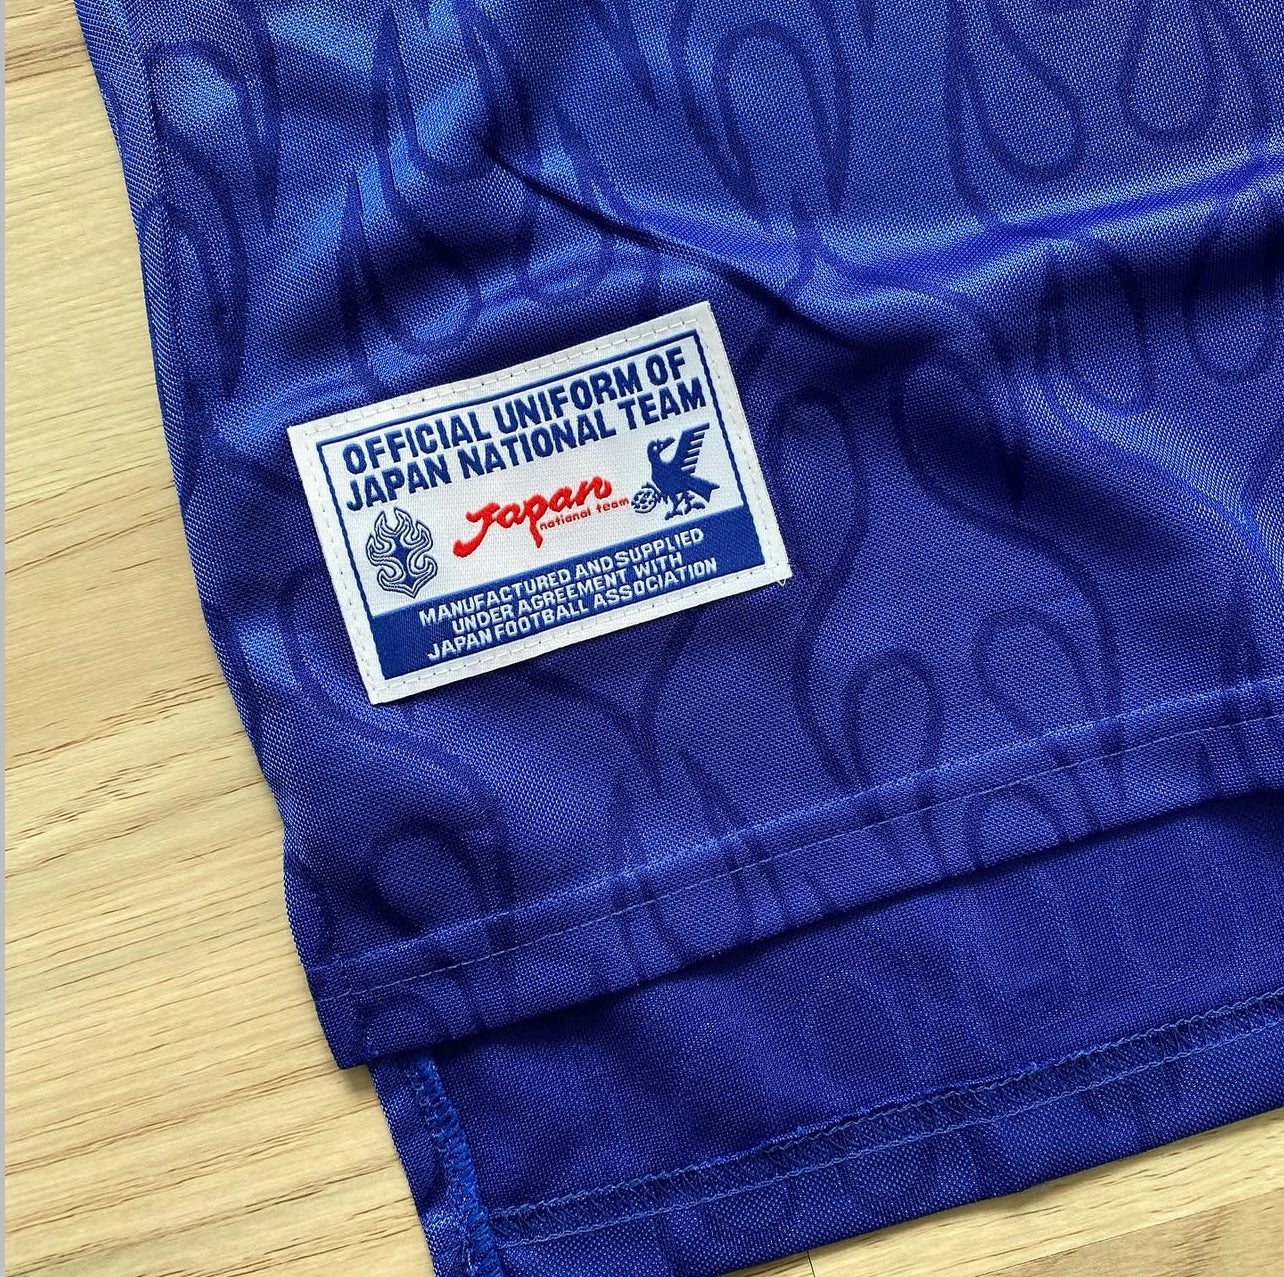 OFFICIAL UNIFORM OF
JAPAN NATIONAL TEAM
Japan
national team
MANUFACTURED AND SUPPLIED
UNDER AGREEMENT WITH
JAPAN FOOTBALL ASSOCIATION